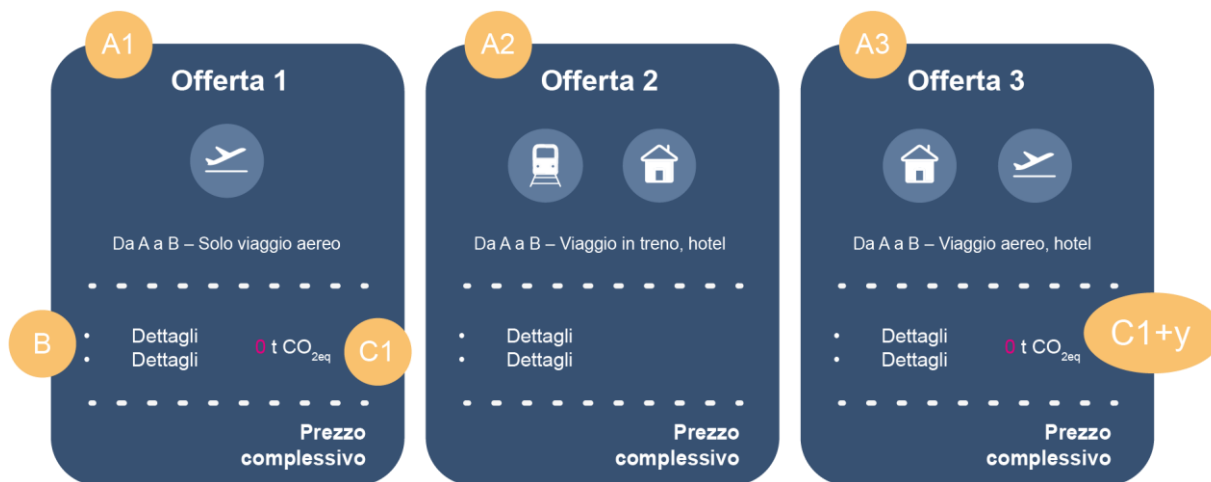 A1
Offerta 1
Da A a B – Solo viaggio aereo
B
• Dettagli
• Dettagli
0 t CO2eq
C1
Prezzo
complessivo
A2
Offerta 2
Da A a B – Viaggio in treno, hotel
• Dettagli
• Dettagli
Prezzo
complessivo
A3
Offerta 3
Da A a B – Viaggio aereo, hotel
• Dettagli
• Dettagli
0 t CO2eq
C1+y
Prezzo
complessivo